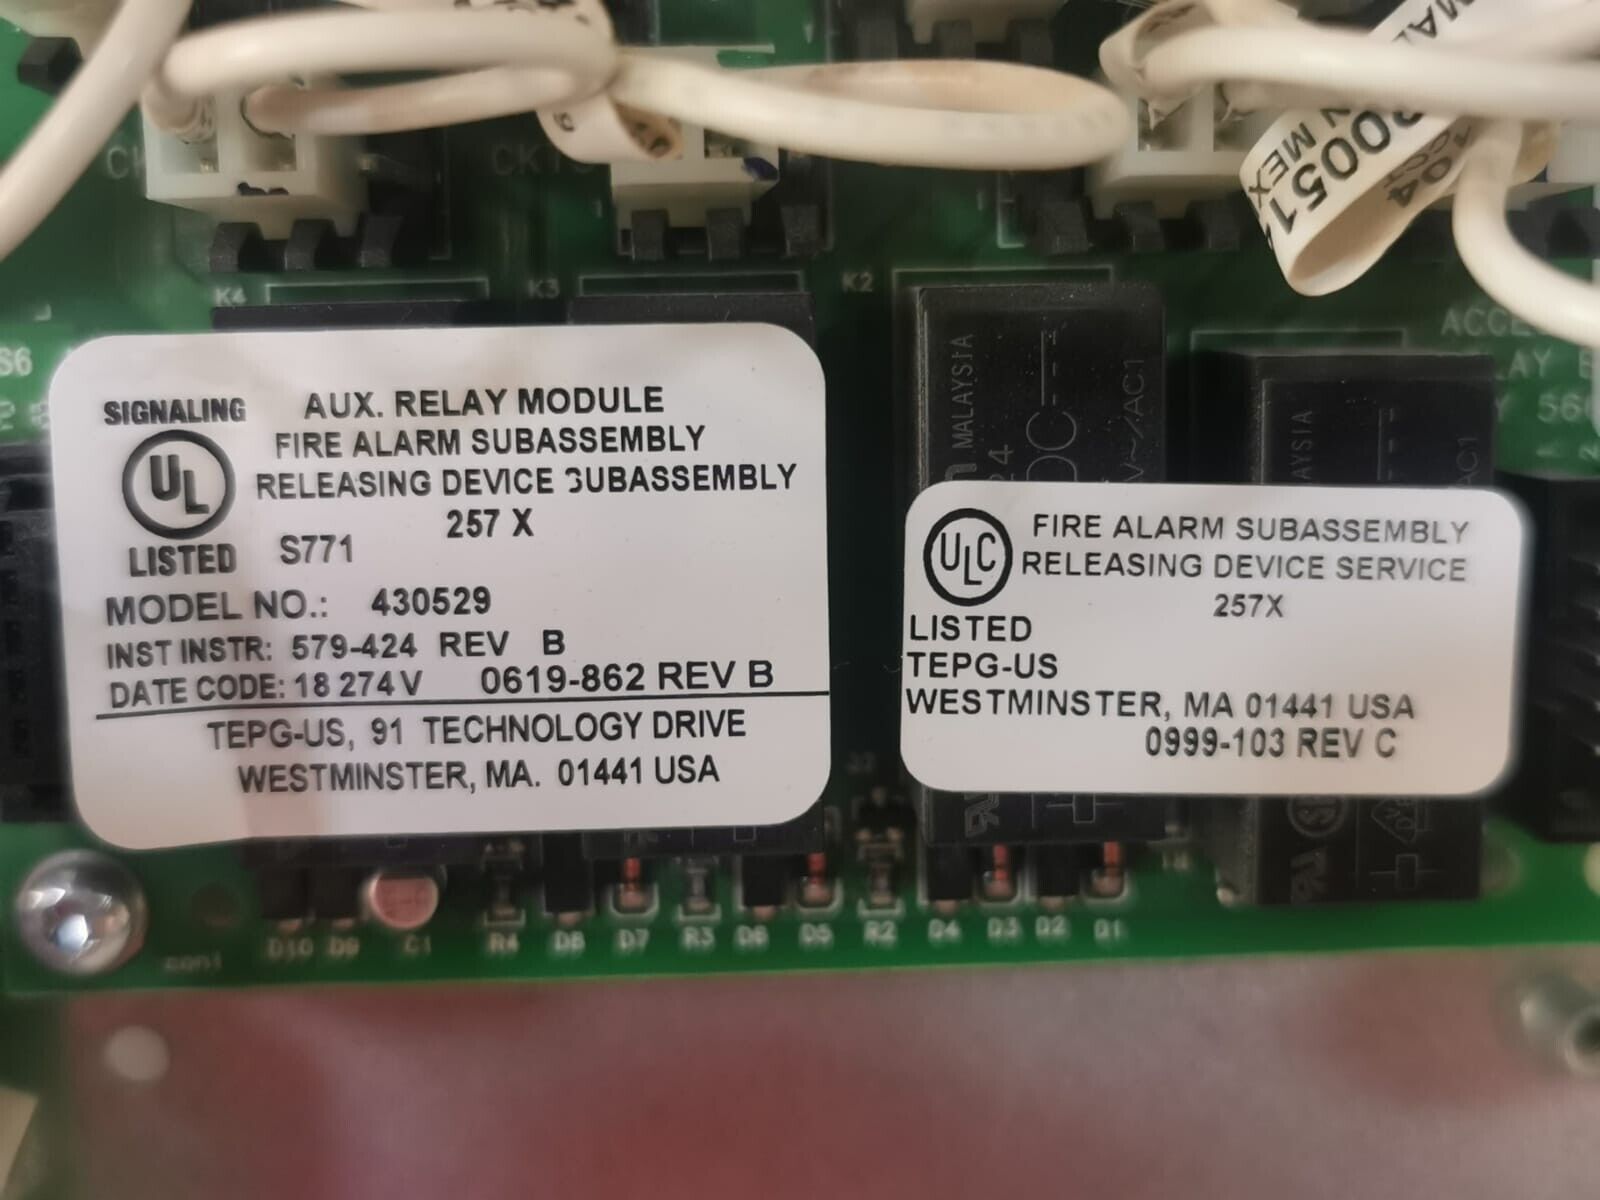 K4
K3
K2
S6
MALAYSIA
SIGNALING
UL
LISTED
AUX. RELAY MODULE
FIRE ALARM SUBASSEMBLY
RELEASING DEVICE SUBASSEMBLY
257 X
S771
MODEL NO.: 430529
INST INSTR: 579-424 REV B
DATE CODE: 18 274 V 0619-862 REV B
TEPG-US, 91 TECHNOLOGY DRIVE
WESTMINSTER, MA. 01441 USA
ULC
FIRE ALARM SUBASSEMBLY
RELEASING DEVICE SERVICE
257X
LISTED
TEPG-US
WESTMINSTER, MA 01441 USA
0999-103 REV C
D10 D9 C1 R4 D8 D7 R3 D6 D5 R2 D4 D3 D2 D1